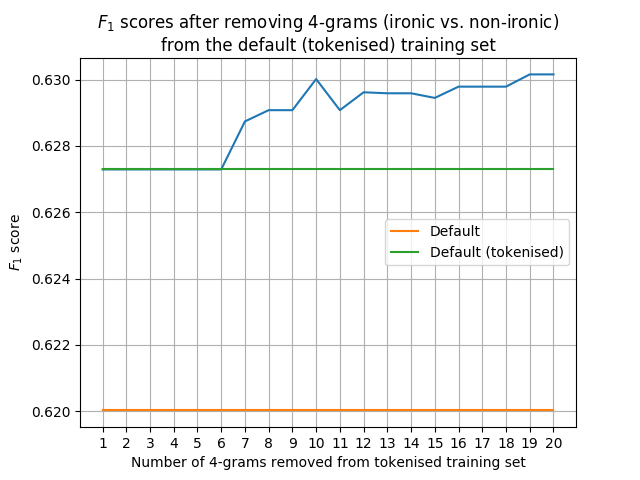 F₁ scores after removing 4-grams (ironic vs. non-ironic)
from the default (tokenised) training set
0.630
0.628
0.626
0.624
0.622
0.620
F₁ score
Default
Default (tokenised)
1 2 3 4 5 6 7 8 9 10 11 12 13 14 15 16 17 18 19 20
Number of 4-grams removed from tokenised training set